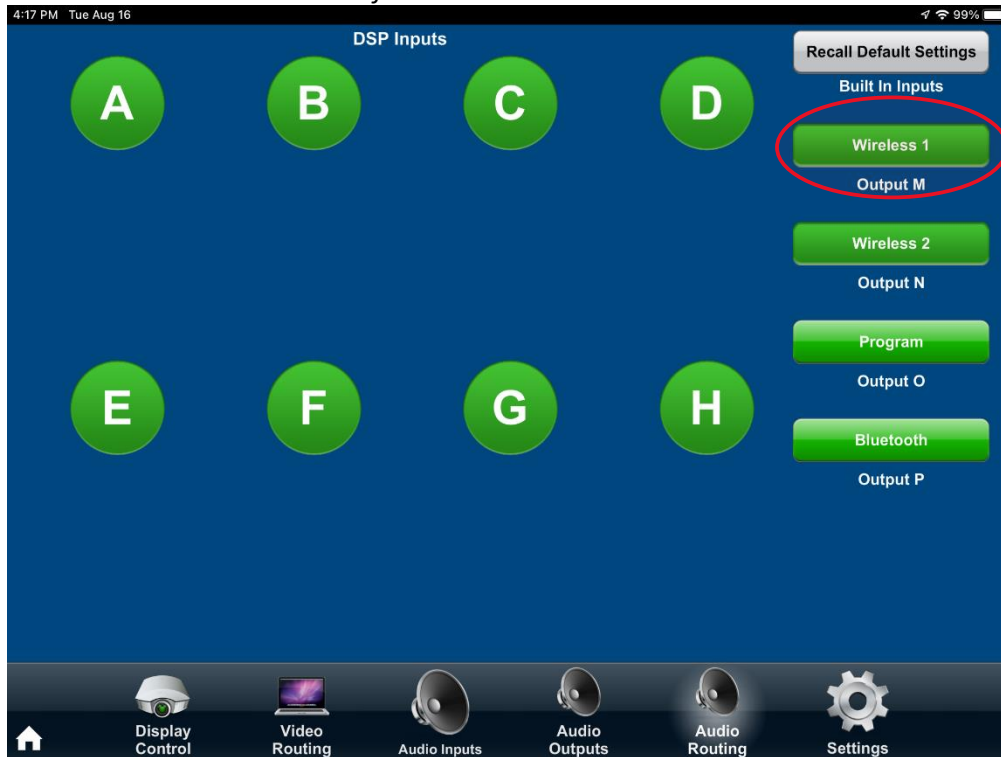 4:17 PM Tue Aug 16
99%
DSP Inputs
Recall Default Settings
Built In Inputs
A B C D
Wireless 1
Output M
Wireless 2
Output N
Program
Output O
E F G H
Bluetooth
Output P
Display Control
Video Routing
Audio Inputs
Audio Outputs
Audio Routing
Settings